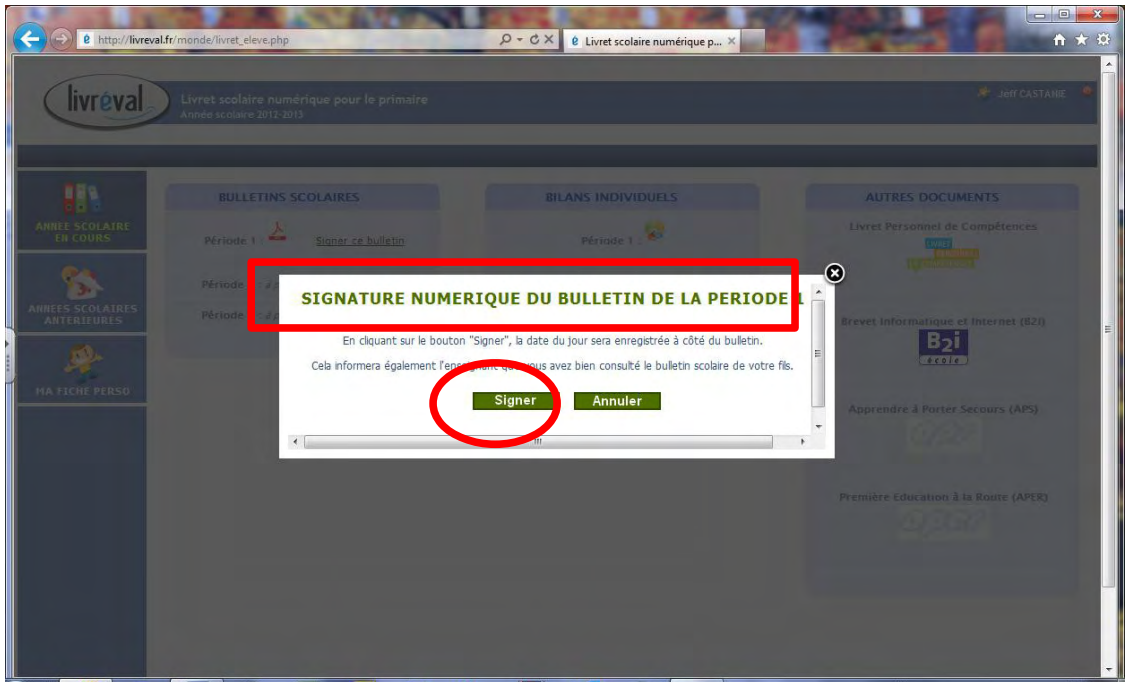 http://livreval.fr/monde/livret_eleve.php
Livret scolaire numérique p...
livréval
Livret scolaire numérique pour le primaire
Année scolaire 2012-2013
Jeff CASTANIE
ANNEE SCOLAIRE
EN COURS
ANNEES SCOLAIRES
ANTERIEURES
MA FICHE PERSO
BULLETINS SCOLAIRES
Période 1 :
Signer ce bulletin
Période
Période
BILANS INDIVIDUELS
Période 1 :
AUTRES DOCUMENTS
Livret Personnel de Compétences
LIVRET
Brevet Informatique et Internet (B2I)
B2i
école
Apprendre à Porter Secours (APS)
Première Education à la Route (APER)
SIGNATURE NUMERIQUE DU BULLETIN DE LA PERIODE 1
En cliquant sur le bouton "Signer", la date du jour sera enregistrée à côté du bulletin.
Cela informera également l'enseignant que vous avez bien consulté le bulletin scolaire de votre fils.
Signer
Annuler